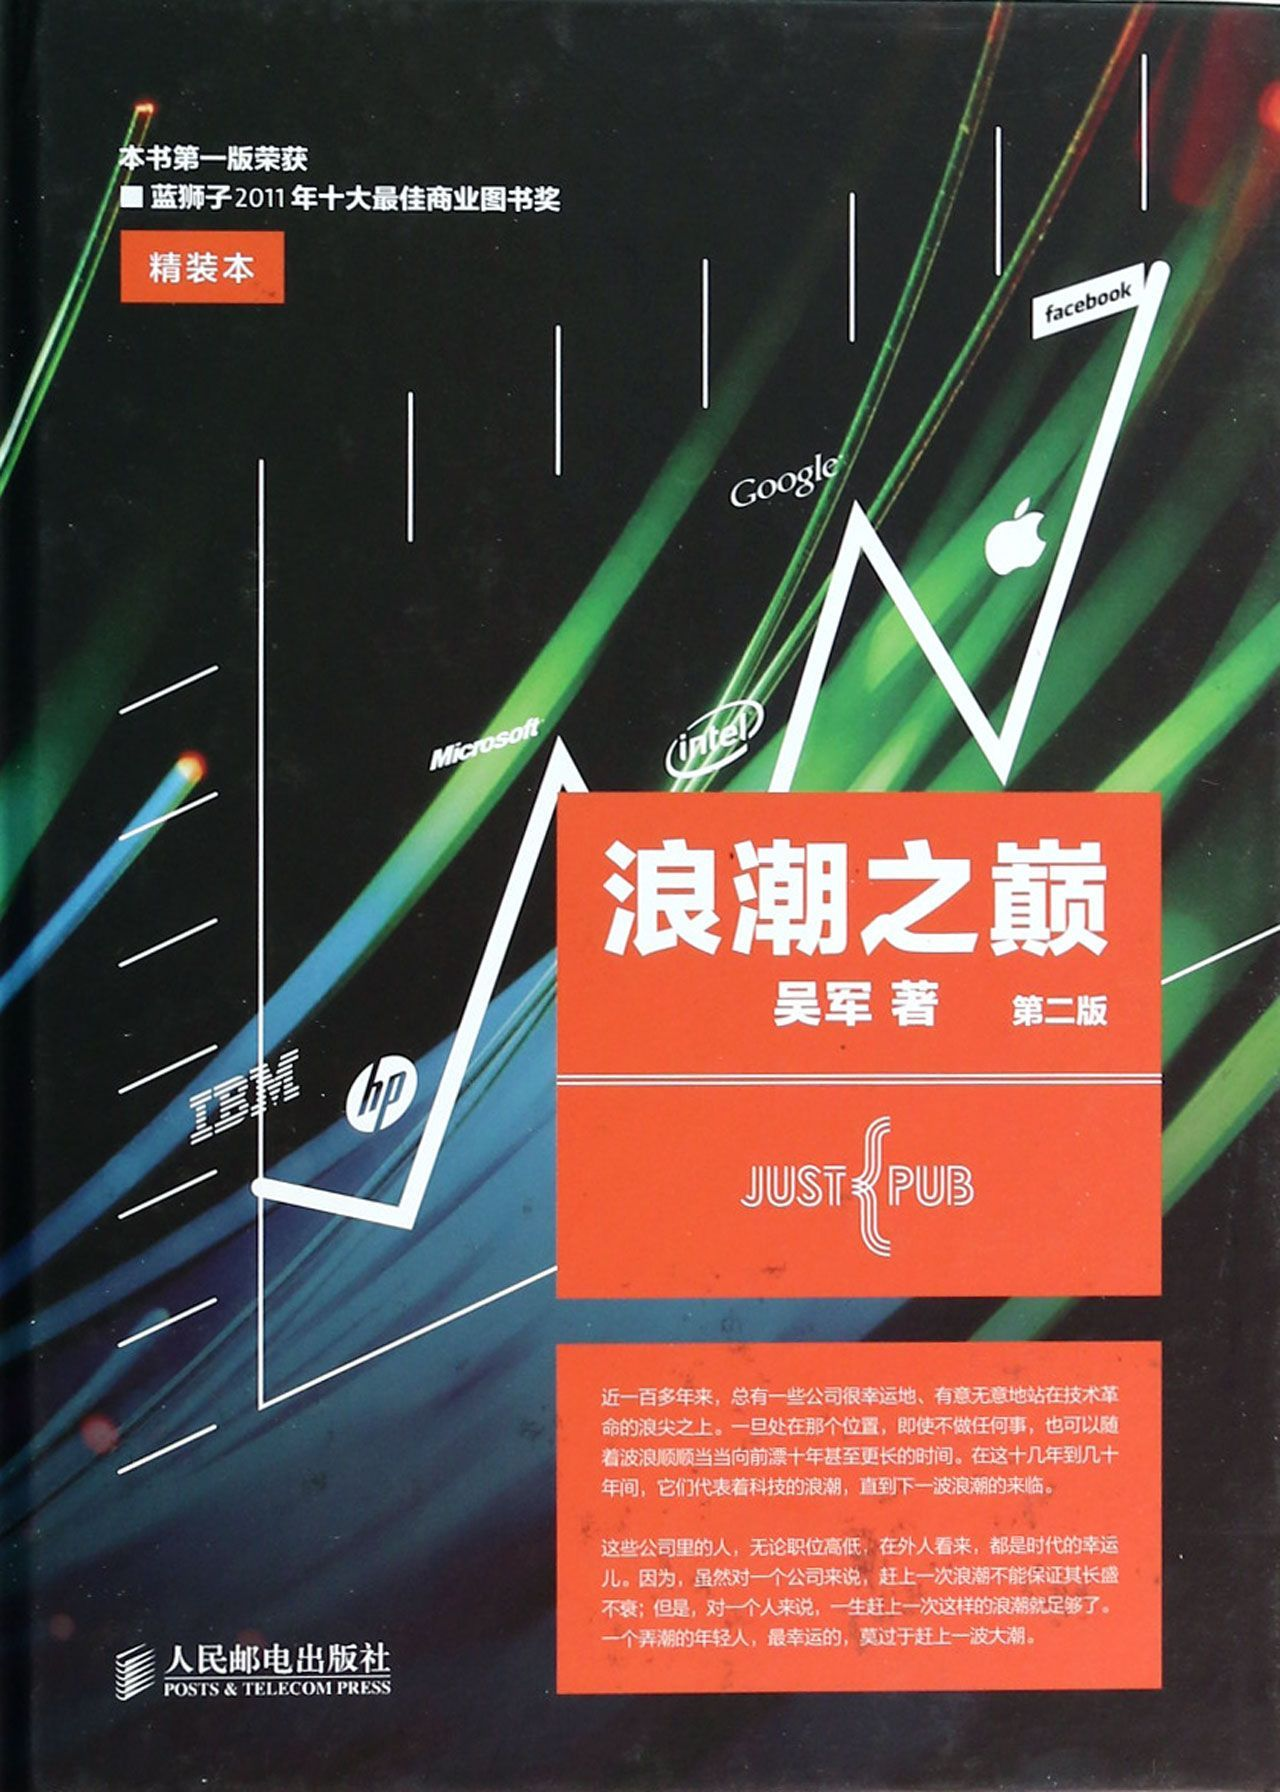 本书第一版荣获
蓝狮子2011年十大最佳商业图书奖
精装本
facebook
Google
Microsoft
intel
浪潮之巅
吴军 著 第二版
IBM
hp
JUST PUB
近一百多年来，总有一些公司很幸运地、有意无意地站在技术革
命的浪尖之上。一旦处在那个位置，即使不做任何事，也可以随
着波浪顺顺当当向前漂十年甚至更长的时间。在这十几年到几十
年间，它们代表着科技的浪潮，直到下一波浪潮的来临。
这些公司里的人，无论职位高低，在外人看来，都是时代的幸运
儿。因为，虽然对一个公司来说，赶上一次浪潮不能保证其长盛
不衰；但是，对一个人来说，一生赶上一次这样的浪潮就足够了。
一个弄潮的年轻人，最幸运的，莫过于赶上一波大潮。
人民邮电出版社
POSTS & TELECOM PRESS